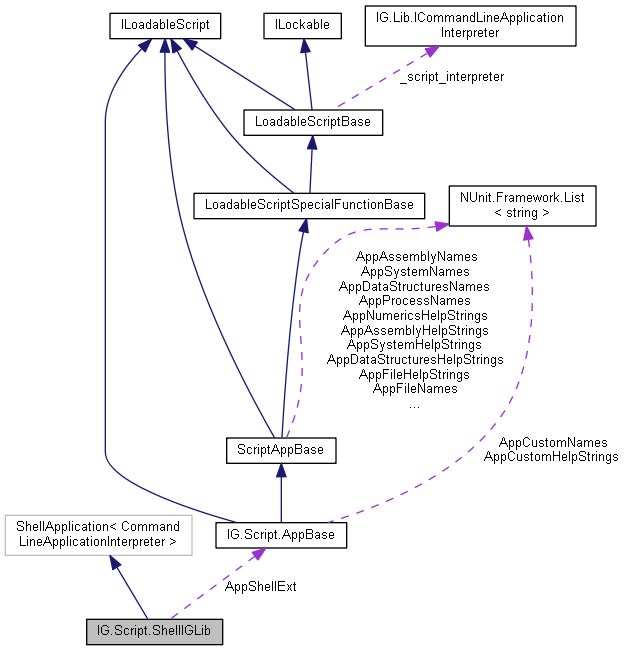 ILoadableScript
ILockable
IG.Lib.ICommandLineApplication
Interpreter
_script_interpreter
LoadableScriptBase
LoadableScriptSpecialFunctionBase
NUnit.Framework.List
< string >
AppAssemblyNames
AppSystemNames
AppDataStructuresNames
AppProcessNames
AppNumericsHelpStrings
AppAssemblyHelpStrings
AppSystemHelpStrings
AppDataStructuresHelpStrings
AppFileHelpStrings
AppFileNames
...
ScriptAppBase
AppCustomNames
AppCustomHelpStrings
ShellApplication< Command
LineApplicationInterpreter >
IG.Script.AppBase
AppShellExt
IG.Script.ShellIGLib